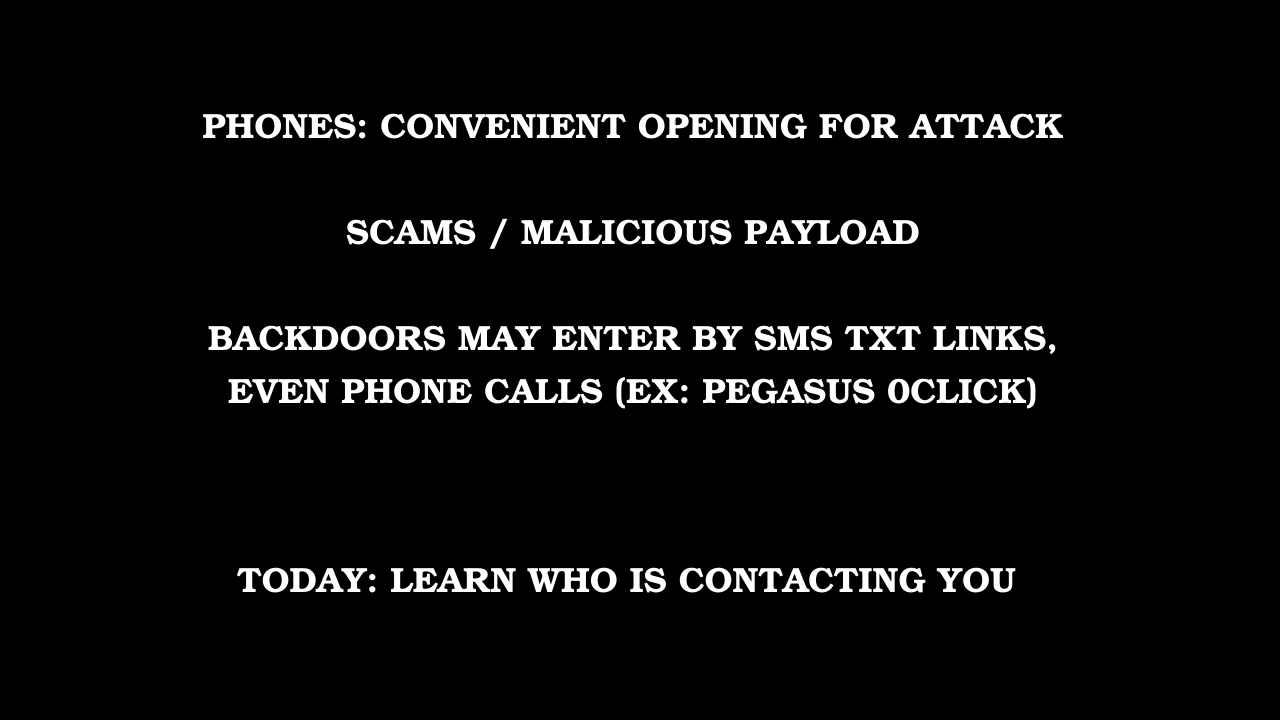 PHONES: CONVENIENT OPENING FOR ATTACK
SCAMS / MALICIOUS PAYLOAD
BACKDOORS MAY ENTER BY SMS TXT LINKS,
EVEN PHONE CALLS (EX: PEGASUS 0CLICK)
TODAY: LEARN WHO IS CONTACTING YOU